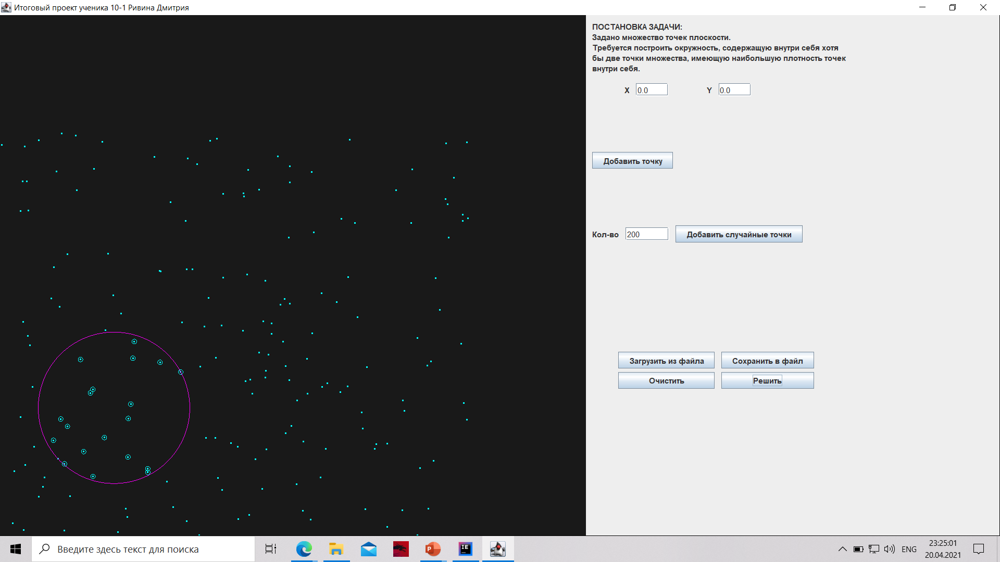 Итоговый проект ученика 10-1 Ривина Дмитрия
ПОСТАНОВКА ЗАДАЧИ:
Задано множество точек плоскости.
Требуется построить окружность, содержащую внутри себя хотя
бы две точки множества, имеющую наибольшую плотность точек
внутри себя.
X 0.0 Y 0.0
Добавить точку
Кол-во 200 Добавить случайные точки
Загрузить из файла Сохранить в файл
Очистить Решить
Введите здесь текст для поиска
P
IE
ENG
23:25:01
20.04.2021